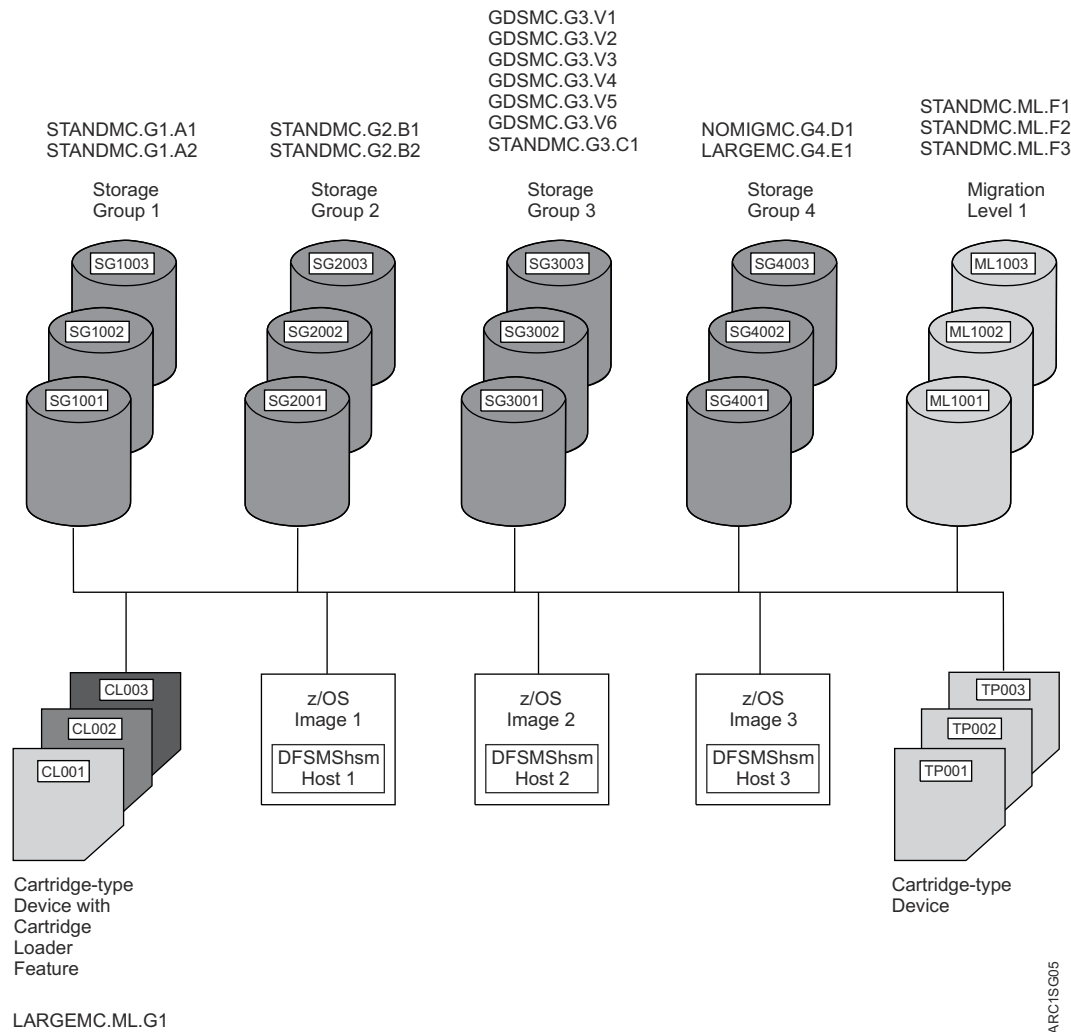 GDSMC.G3.V1
GDSMC.G3.V2
GDSMC.G3.V3
GDSMC.G3.V4
GDSMC.G3.V5
GDSMC.G3.V6
STANDMC.G3.C1
STANDMC.G1.A1
STANDMC.G1.A2
STANDMC.G2.B1
STANDMC.G2.B2
NOMIGMC.G4.D1
LARGEMC.G4.E1
STANDMC.ML.F1
STANDMC.ML.F2
STANDMC.ML.F3
Storage
Group 1
Storage
Group 2
Storage
Group 3
Storage
Group 4
Migration
Level 1
SG1003
SG1002
SG1001
SG2003
SG2002
SG2001
SG3003
SG3002
SG3001
SG4003
SG4002
SG4001
ML1003
ML1002
ML1001
CL003
CL002
CL001
z/OS
Image 1
DFSMShsm
Host 1
z/OS
Image 2
DFSMShsm
Host 2
z/OS
Image 3
DFSMShsm
Host 3
TP003
TP002
TP001
Cartridge-type
Device with
Cartridge
Loader
Feature
Cartridge-type
Device
LARGEMC.ML.G1
ARC1SG05